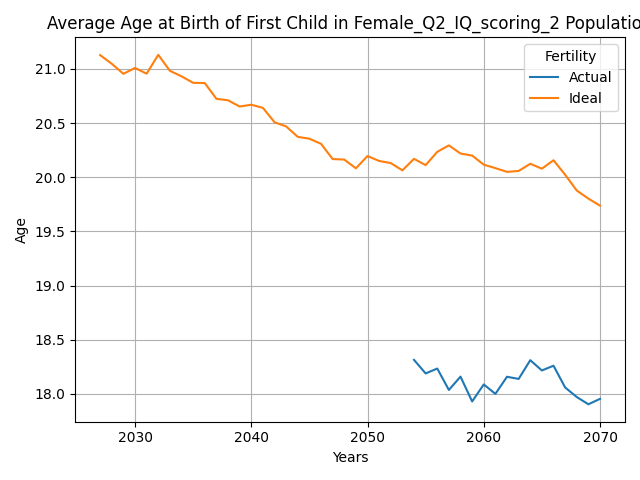 Average Age at Birth of First Child in Female_Q2_IQ_scoring_2 Populatio
Fertility
Actual
Ideal
21.0
20.5
20.0
19.5
19.0
18.5
18.0
Age
2030 2040 2050 2060 2070
Years